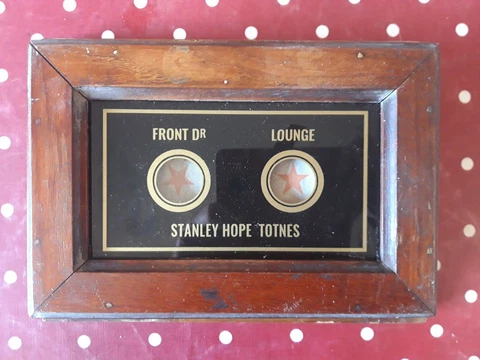 FRONT DR LOUNGE
STANLEY HOPE TOTNES